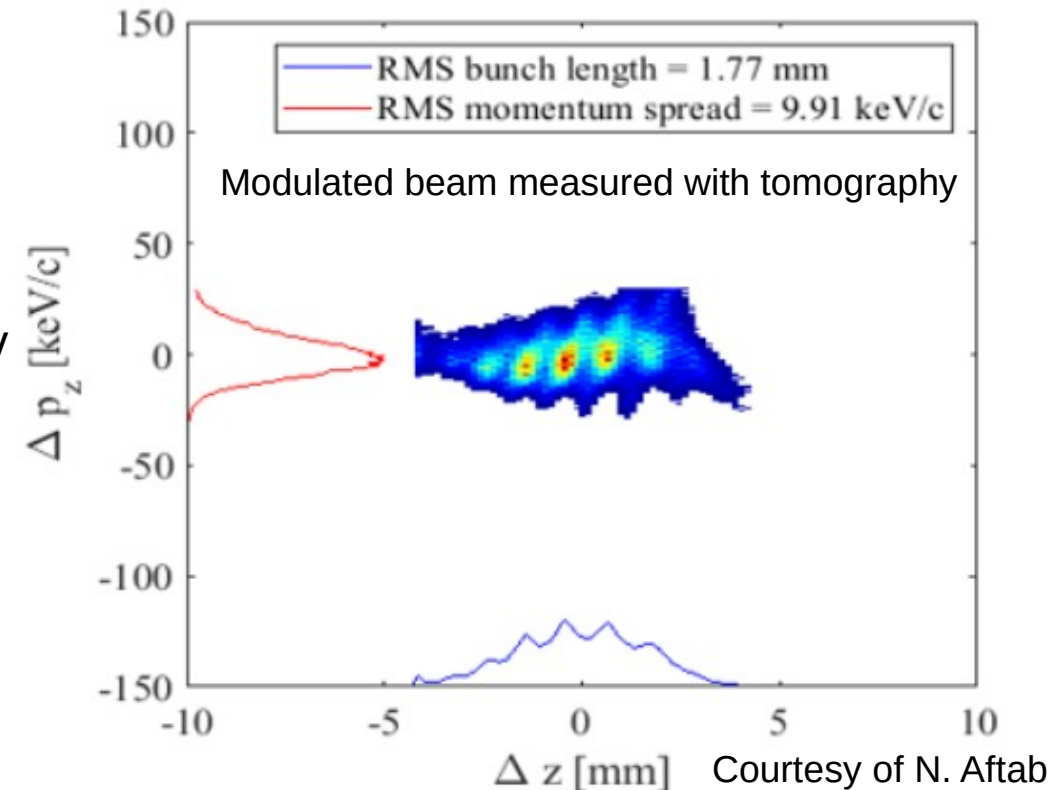 150
100
50
0
-50
-100
-150
Δ p_z [keV/c]
RMS bunch length = 1.77 mm
RMS momentum spread = 9.91 keV/c
Modulated beam measured with tomography
-10 -5 0 5 10
Δ z [mm] Courtesy of N. Aftab